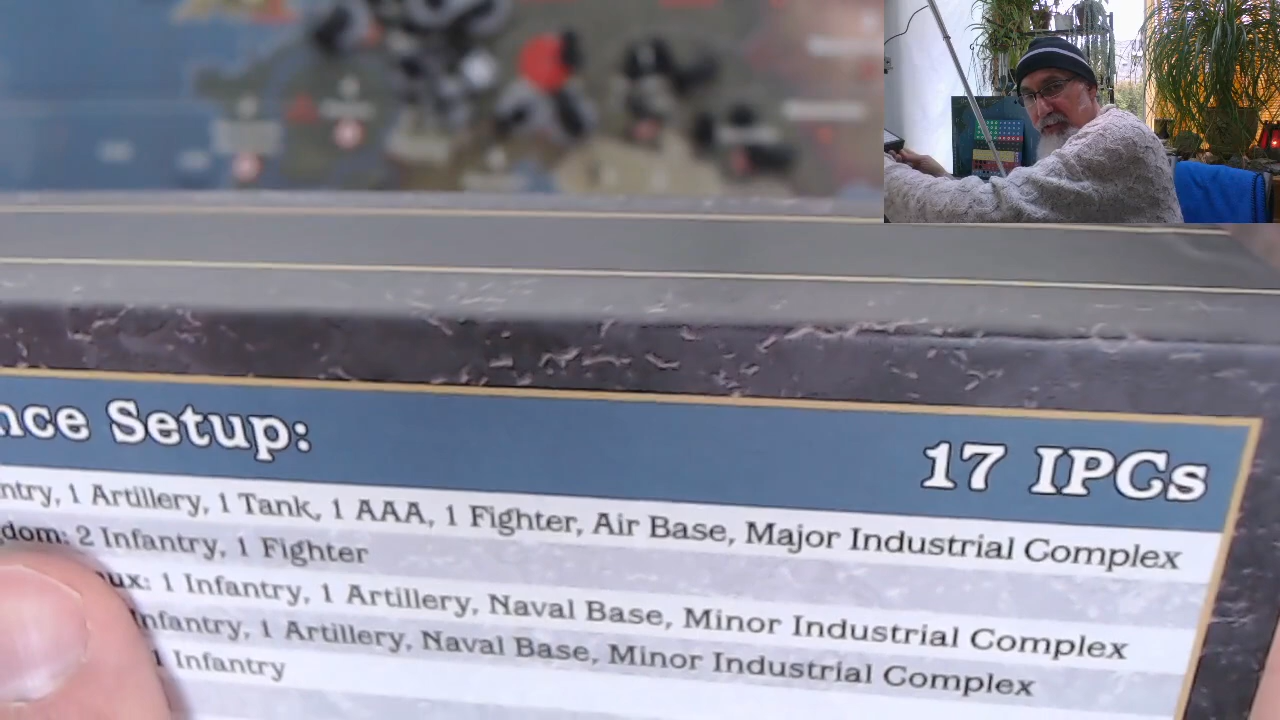 nce Setup: 17 IPCs
ntry, 1 Artillery, 1 Tank, 1 AAA, 1 Fighter, Air Base, Major Industrial Complex
dom: 2 Infantry, 1 Fighter
ux: 1 Infantry, 1 Artillery, Naval Base, Minor Industrial Complex
Infantry, 1 Artillery, Naval Base, Minor Industrial Complex
1 Infantry